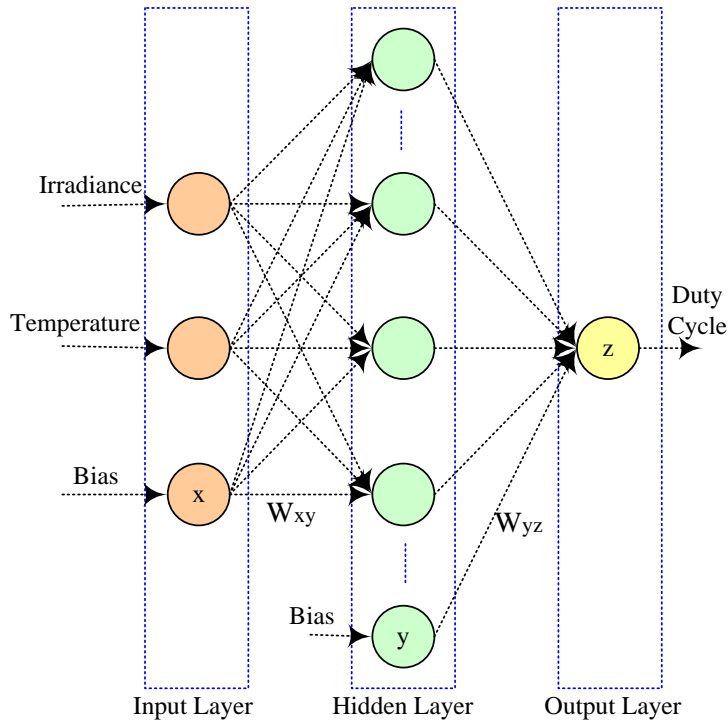 Irradiance
Temperature
Bias
x
Wxy
Bias
y
Wyz
z
Duty
Cycle
Input Layer
Hidden Layer
Output Layer